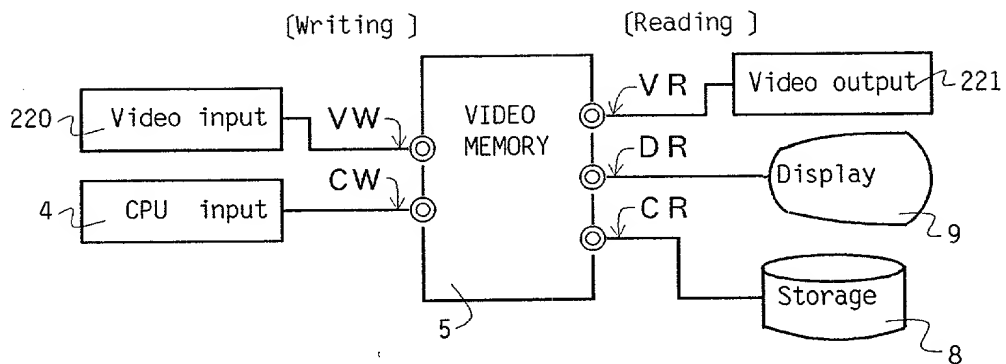 [Writing ]
[Reading ]
220
Video input
VW
VIDEO
MEMORY
VR
Video output
221
4
CPU input
CW
DR
Display
9
CR
5
Storage
8